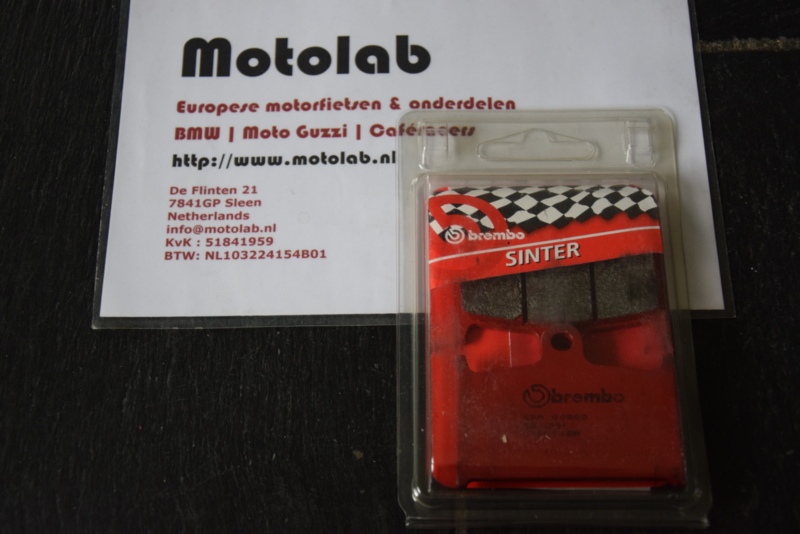 Motolab
Europese motorfietsen & onderdelen
BMW | Moto Guzzi | Caféracers
http://www.motolab.nl
De Flinten 21
7841GP Sleen
Netherlands
info@motolab.nl
KvK : 51841959
BTW: NL103224154B01
brembo
SINTER
brembo